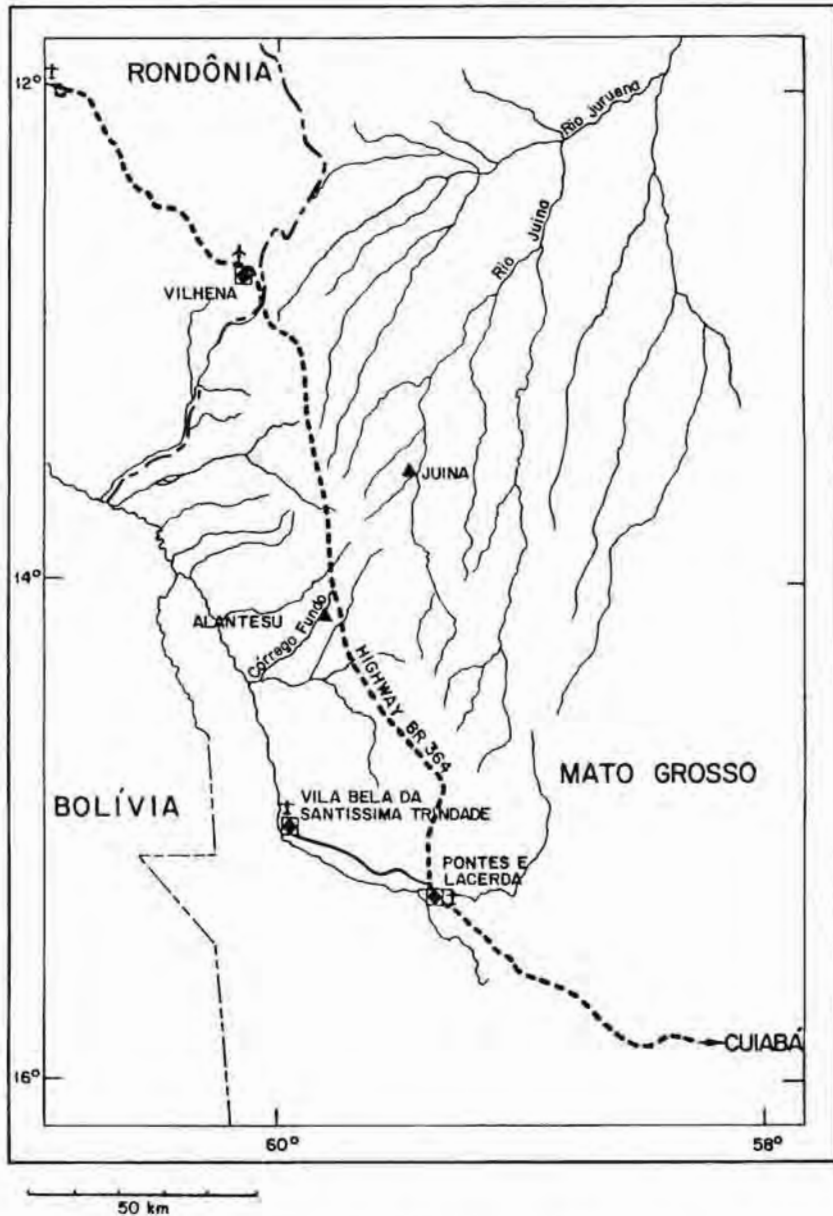 RONDÔNIA
12°
Rio Juruena
Rio Juina
VILHENA
JUINA
14°
ALANTESU
Córrego Fundo
HIGHWAY BR 364
MATO GROSSO
BOLÍVIA
VILA BELA DA
SANTISSIMA TRINDADE
PONTES E
LACERDA
CUIABÁ
16°
60°
58°
50 km